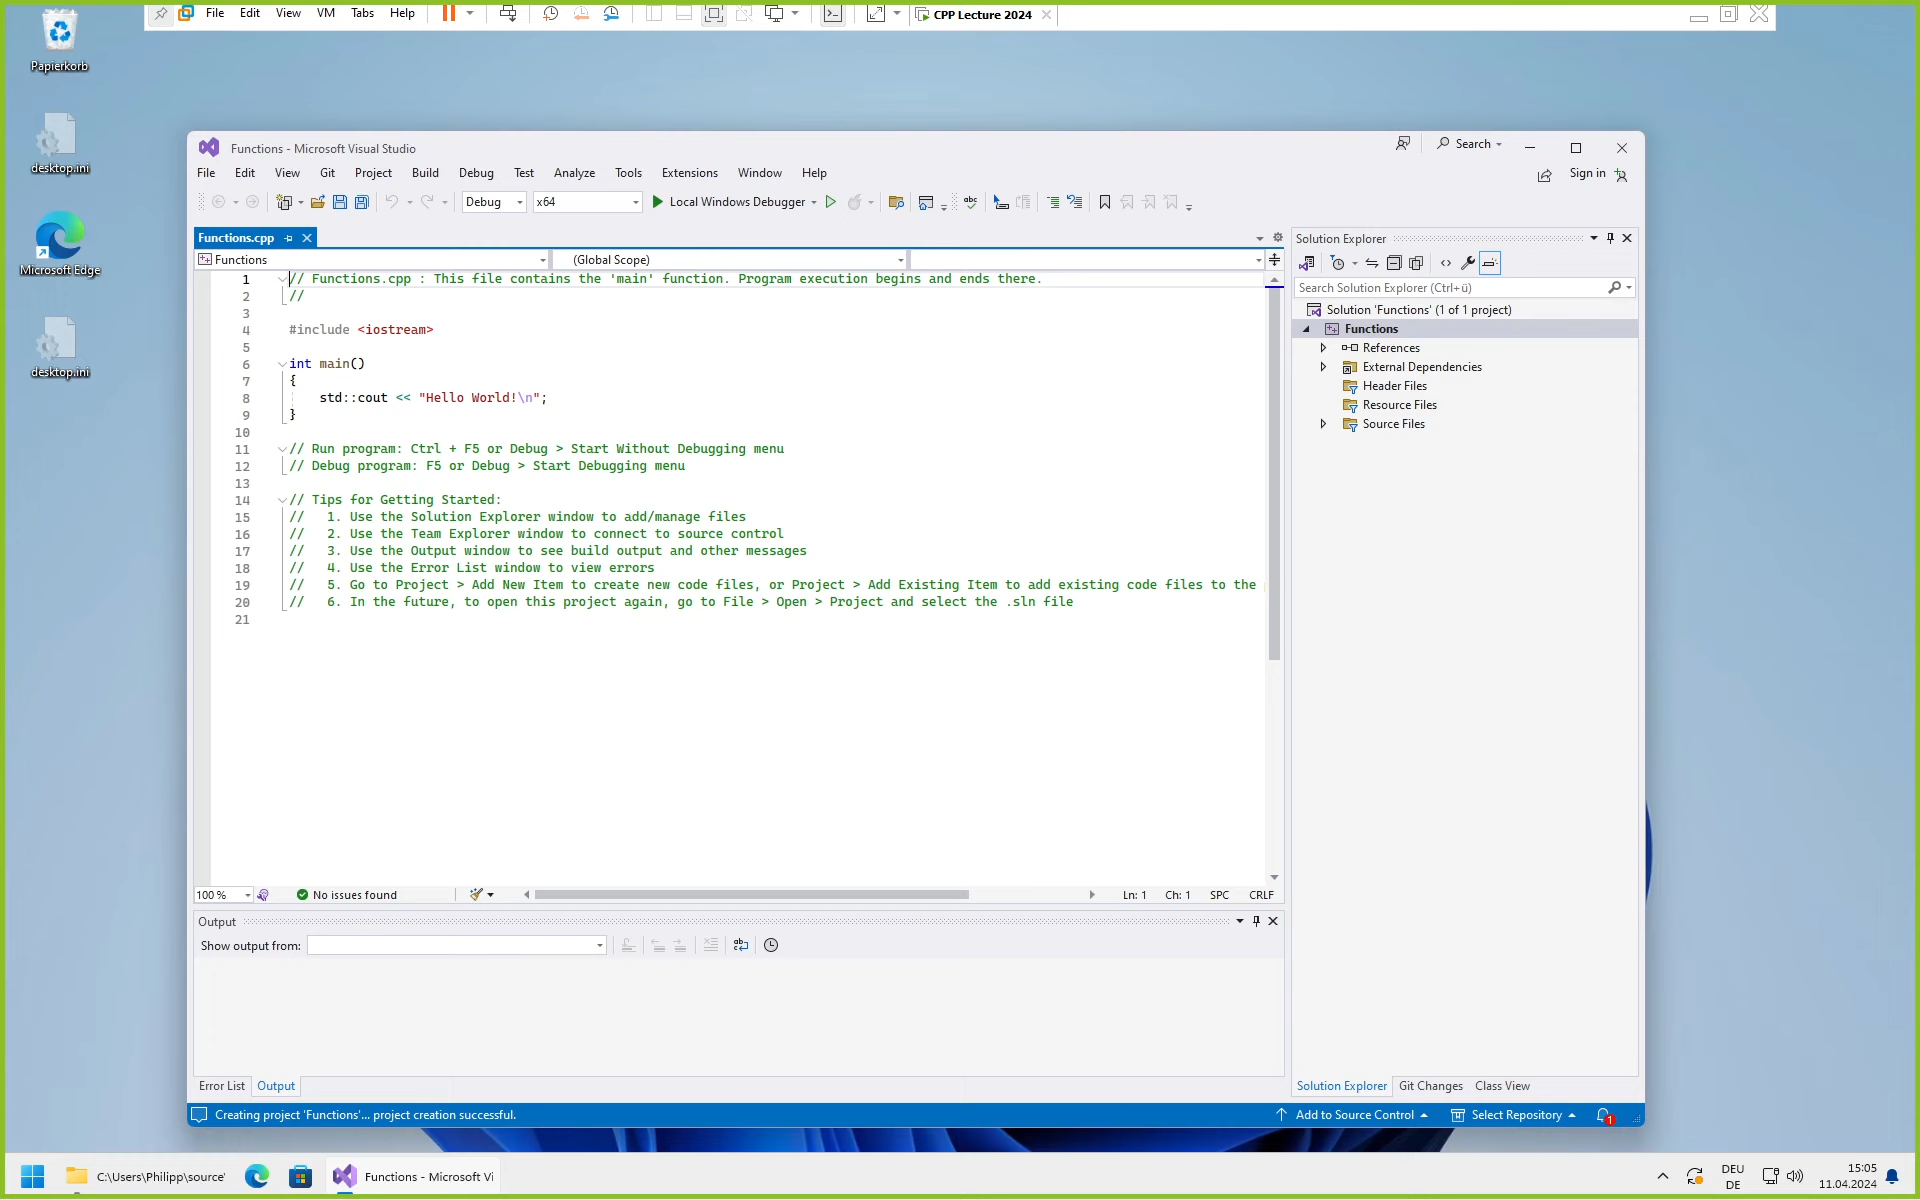 File Edit View VM Tabs Help CPP Lecture 2024
Papierkorb
desktop.ini
Microsoft Edge
desktop.ini
Functions - Microsoft Visual Studio Search
File Edit View Git Project Build Debug Test Analyze Tools Extensions Window Help Sign in
Debug x64 Local Windows Debugger
Functions.cpp
Functions (Global Scope)
1 // Functions.cpp : This file contains the 'main' function. Program execution begins and ends there.
2 //
3
4 #include <iostream>
5
6 int main()
7 {
8 std::cout << "Hello World!\n";
9 }
10
11 // Run program: Ctrl + F5 or Debug > Start Without Debugging menu
12 // Debug program: F5 or Debug > Start Debugging menu
13
14 // Tips for Getting Started:
15 //   1. Use the Solution Explorer window to add/manage files
16 //   2. Use the Team Explorer window to connect to source control
17 //   3. Use the Output window to see build output and other messages
18 //   4. Use the Error List window to view errors
19 //   5. Go to Project > Add New Item to create new code files, or Project > Add Existing Item to add existing code files to the
20 //   6. In the future, to open this project again, go to File > Open > Project and select the .sln file
21
100 % No issues found Ln: 1 Ch: 1 SPC CRLF
Output
Show output from:
Error List Output
Solution Explorer
Search Solution Explorer (Ctrl+ü)
Solution 'Functions' (1 of 1 project)
Functions
References
External Dependencies
Header Files
Resource Files
Source Files
Solution Explorer Git Changes Class View
Creating project 'Functions'... project creation successful. Add to Source Control Select Repository 1
C:\Users\Philipp\source' Functions - Microsoft Vi
DEU
DE
15:05
11.04.2024